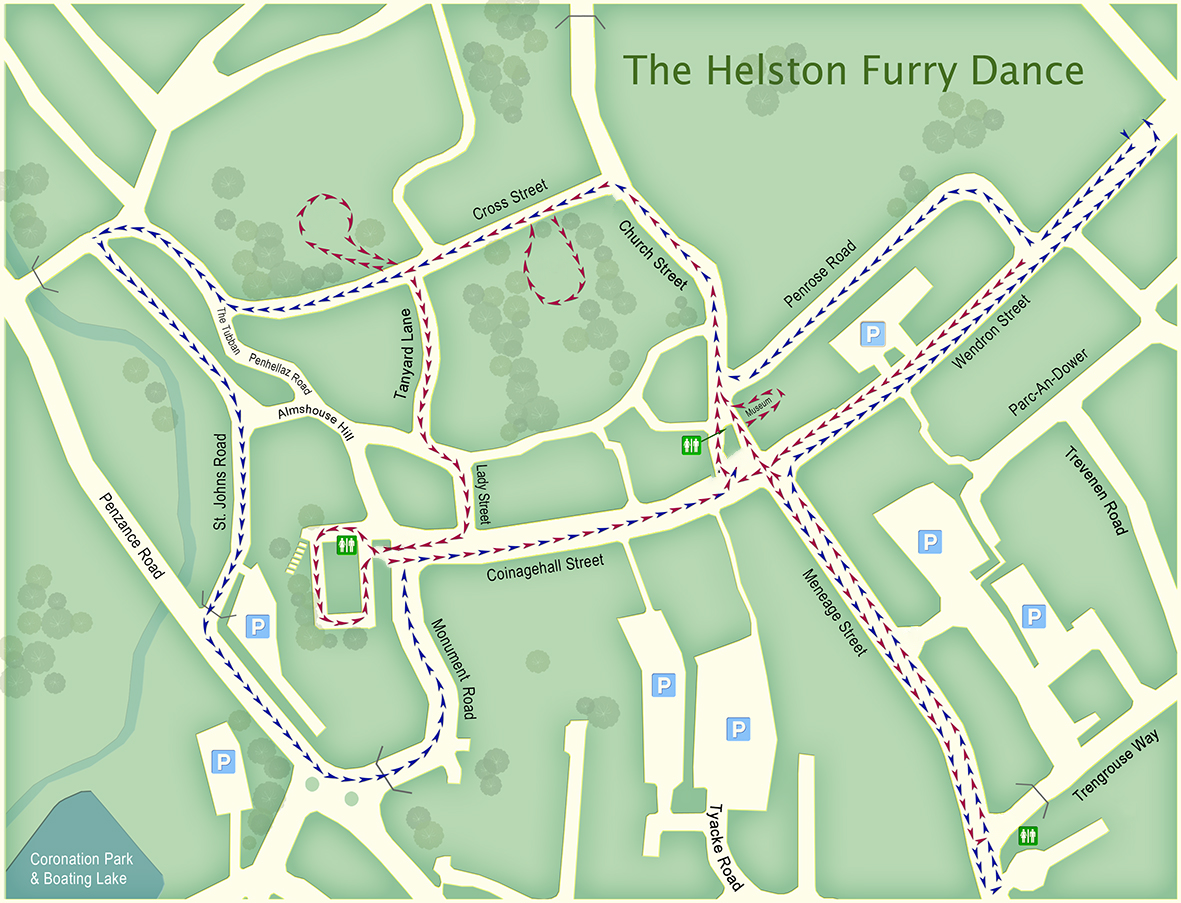 The Helston Furry Dance
Cross Street
Church Street
Penrose Road
Wendron Street
The Tubban
Penhellaz Road
Tanyard Lane
P
Parc-An-Dower
Almshouse Hill
Museum
St. Johns Road
Lady Street
Trevenen Road
Penzance Road
P
Coinagehall Street
Meneage Street
P
P
Monument Road
P
P
P
Trengrouse Way
Tyacke Road
Coronation Park
& Boating Lake